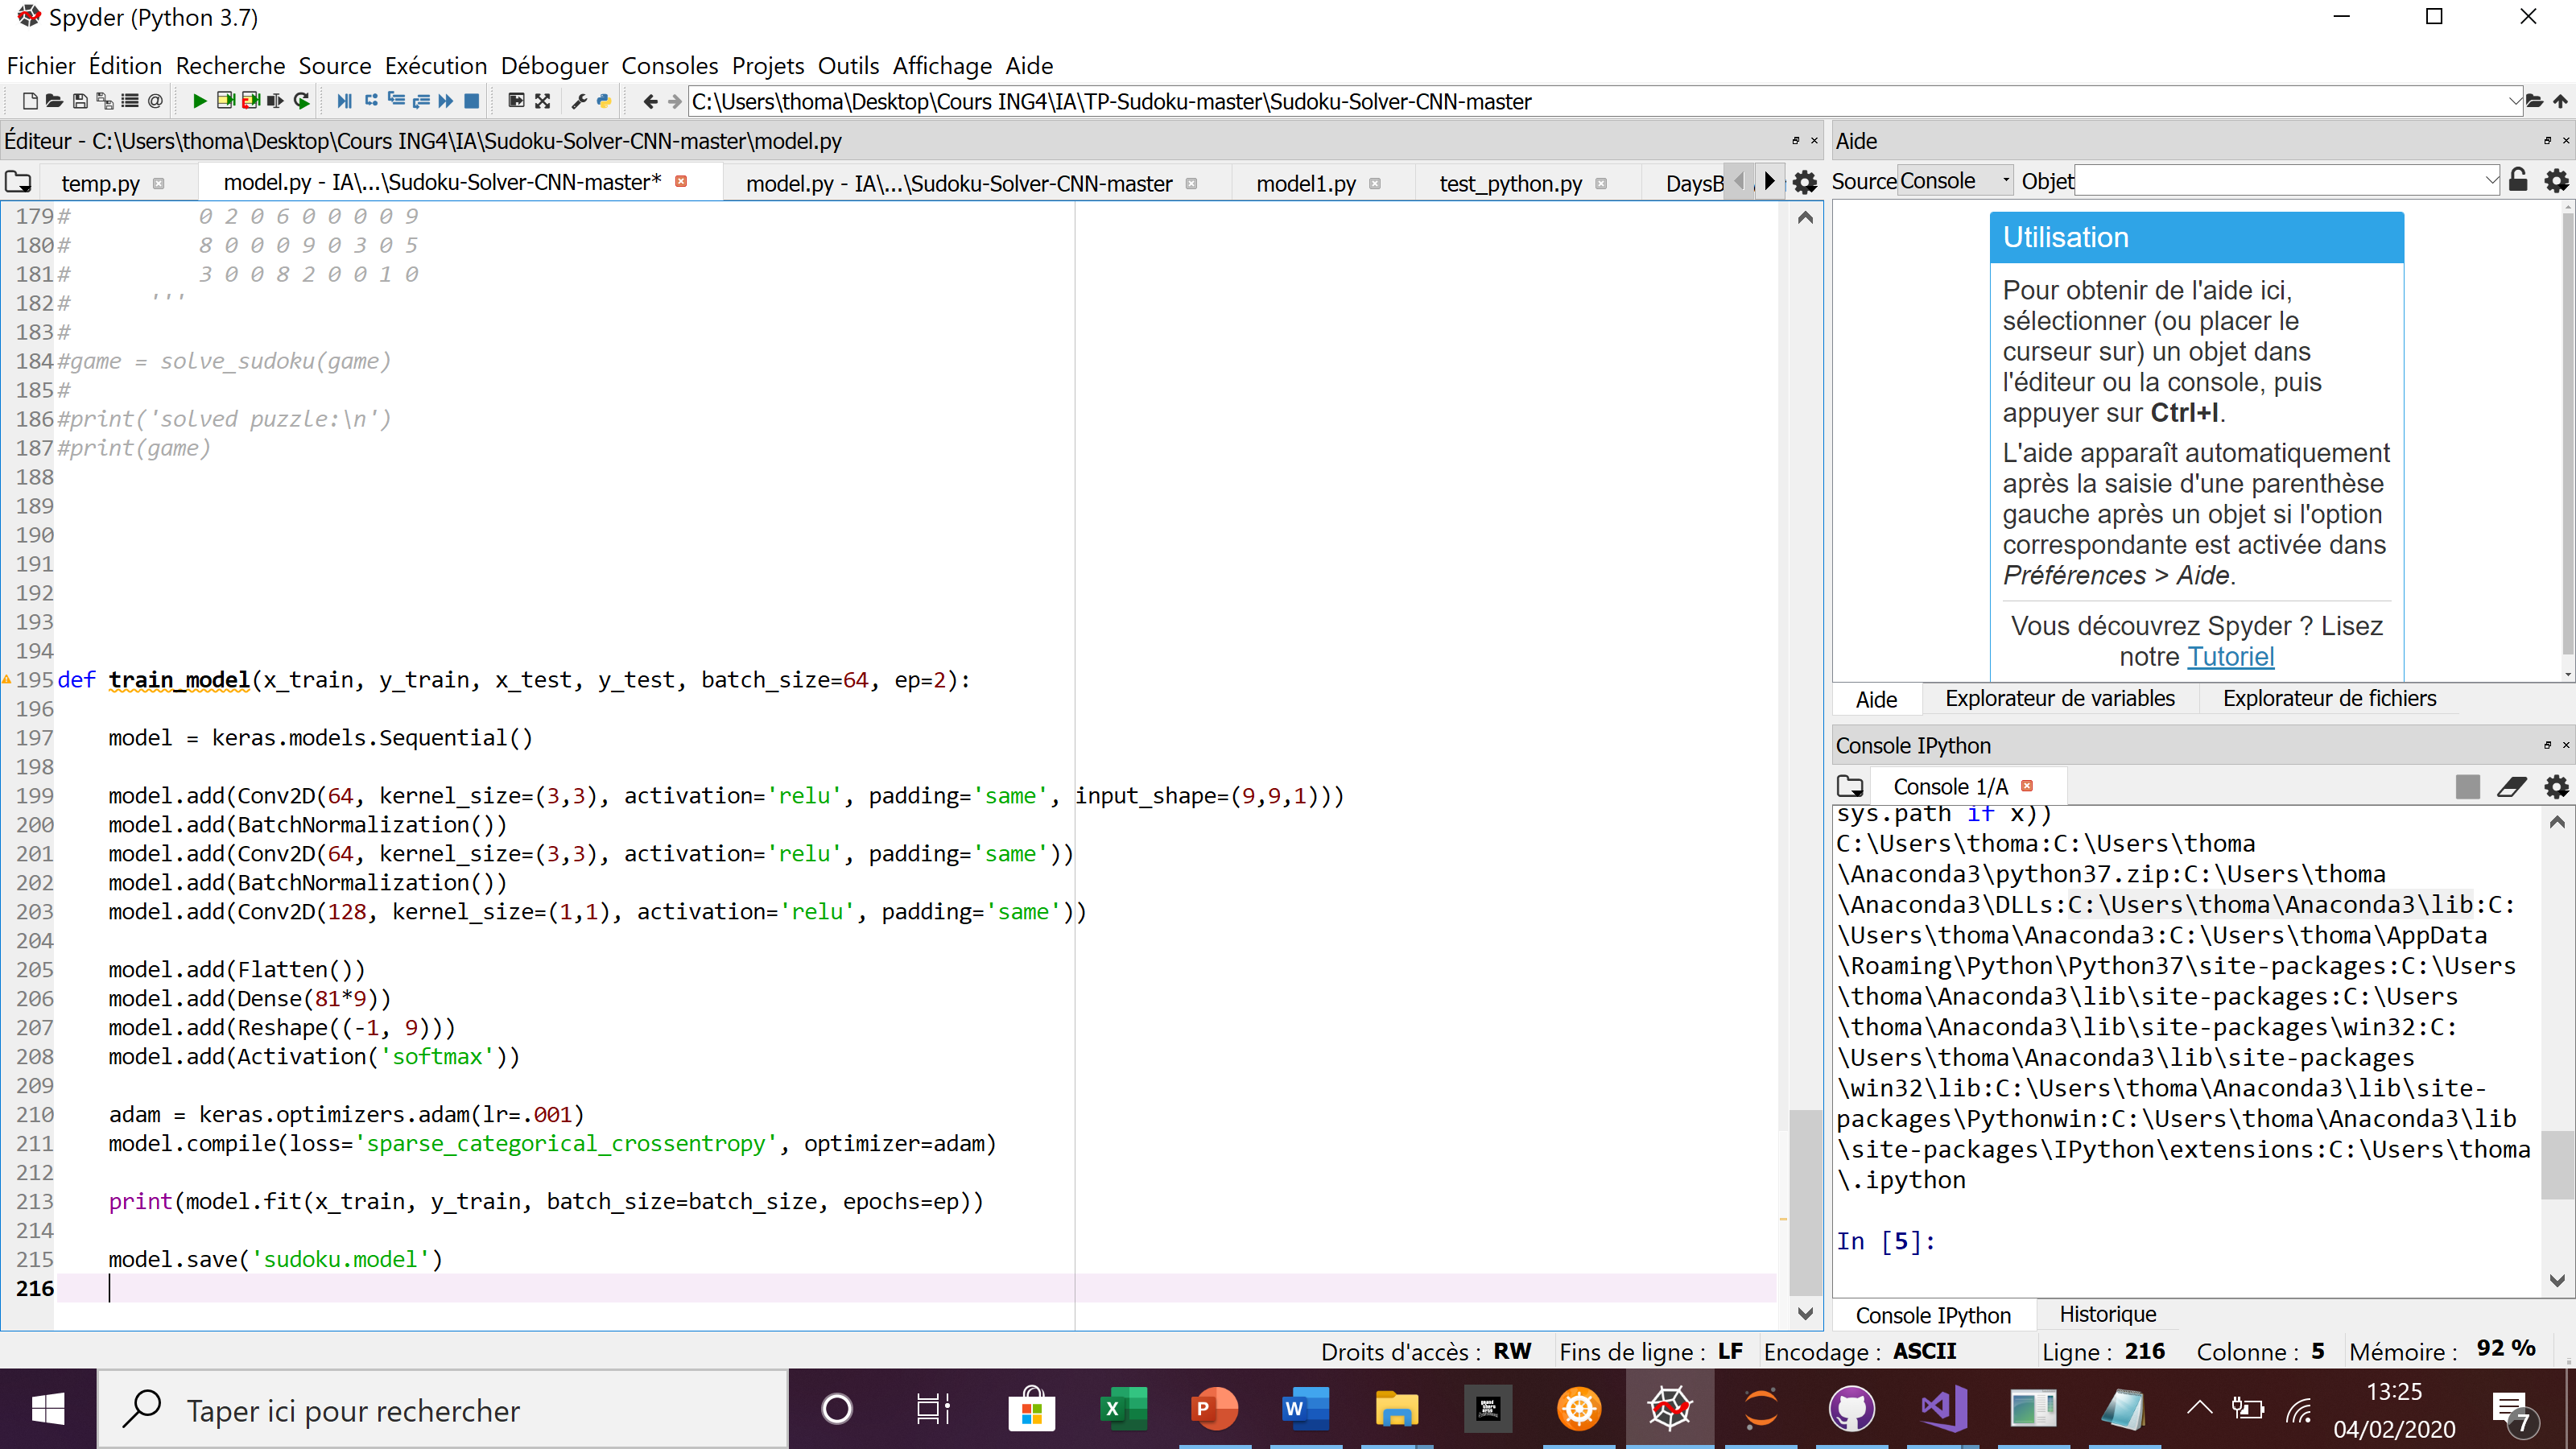 Spyder (Python 3.7)
Fichier Édition Recherche Source Exécution Déboguer Consoles Projets Outils Affichage Aide
C:\Users\thoma\Desktop\Cours ING4\IA\TP-Sudoku-master\Sudoku-Solver-CNN-master
Éditeur - C:\Users\thoma\Desktop\Cours ING4\IA\Sudoku-Solver-CNN-master\model.py
temp.py
model.py - IA\...\Sudoku-Solver-CNN-master*
model.py - IA\...\Sudoku-Solver-CNN-master
model1.py
test_python.py
DaysB
179 # 0 2 0 6 0 0 0 0 9
180 # 8 0 0 0 9 0 3 0 5
181 # 3 0 0 8 2 0 0 1 0
182 # '''
183 #
184 #game = solve_sudoku(game)
185 #
186 #print('solved puzzle:\n')
187 #print(game)
188
189
190
191
192
193
194
195 def train_model(x_train, y_train, x_test, y_test, batch_size=64, ep=2):
196
197     model = keras.models.Sequential()
198
199     model.add(Conv2D(64, kernel_size=(3,3), activation='relu', padding='same', input_shape=(9,9,1)))
200     model.add(BatchNormalization())
201     model.add(Conv2D(64, kernel_size=(3,3), activation='relu', padding='same'))
202     model.add(BatchNormalization())
203     model.add(Conv2D(128, kernel_size=(1,1), activation='relu', padding='same'))
204
205     model.add(Flatten())
206     model.add(Dense(81*9))
207     model.add(Reshape((-1, 9)))
208     model.add(Activation('softmax'))
209
210     adam = keras.optimizers.adam(lr=.001)
211     model.compile(loss='sparse_categorical_crossentropy', optimizer=adam)
212
213     print(model.fit(x_train, y_train, batch_size=batch_size, epochs=ep))
214
215     model.save('sudoku.model')
216
Aide
Source Console Objet
Utilisation
Pour obtenir de l'aide ici,
sélectionner (ou placer le
curseur sur) un objet dans
l'éditeur ou la console, puis
appuyer sur Ctrl+I.
L'aide apparaît automatiquement
après la saisie d'une parenthèse
gauche après un objet si l'option
correspondante est activée dans
Préférences > Aide.
Vous découvrez Spyder ? Lisez
notre Tutoriel
Aide Explorateur de variables Explorateur de fichiers
Console IPython
Console 1/A
sys.path if x))
C:\Users\thoma:C:\Users\thoma
\Anaconda3\python37.zip:C:\Users\thoma
\Anaconda3\DLLs:C:\Users\thoma\Anaconda3\lib:C:
\Users\thoma\Anaconda3:C:\Users\thoma\AppData
\Roaming\Python\Python37\site-packages:C:\Users
\thoma\Anaconda3\lib\site-packages:C:\Users
\thoma\Anaconda3\lib\site-packages\win32:C:
\Users\thoma\Anaconda3\lib\site-packages
\win32\lib:C:\Users\thoma\Anaconda3\lib\site-
packages\Pythonwin:C:\Users\thoma\Anaconda3\lib
\site-packages\IPython\extensions:C:\Users\thoma
\.ipython
In [5]:
Console IPython Historique
Droits d'accès : RW Fins de ligne : LF Encodage : ASCII Ligne : 216 Colonne : 5 Mémoire : 92 %
Taper ici pour rechercher
13:25
04/02/2020
7